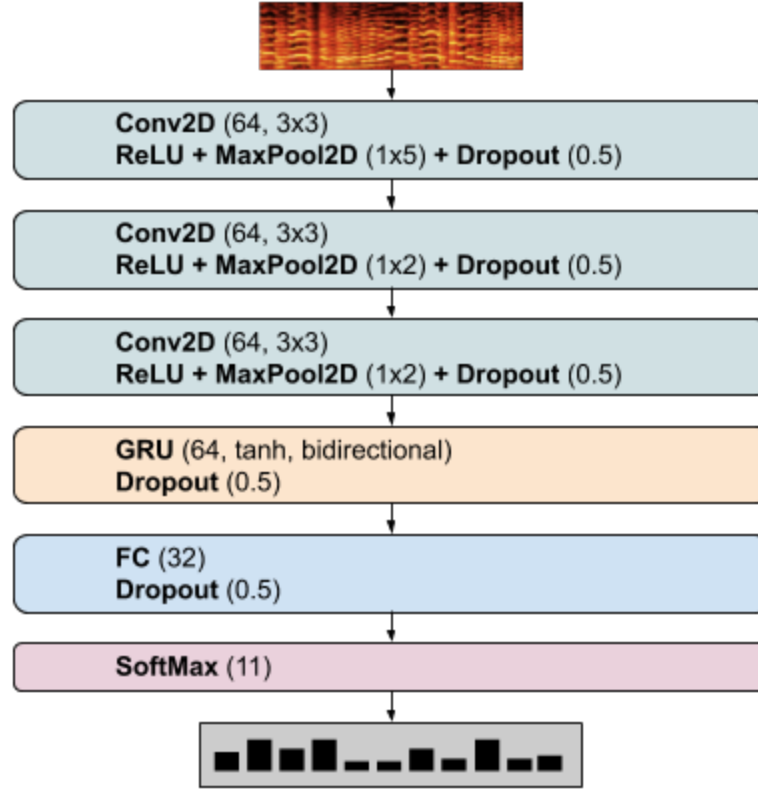 Conv2D (64, 3x3)
ReLU + MaxPool2D (1x5) + Dropout (0.5)
Conv2D (64, 3x3)
ReLU + MaxPool2D (1x2) + Dropout (0.5)
Conv2D (64, 3x3)
ReLU + MaxPool2D (1x2) + Dropout (0.5)
GRU (64, tanh, bidirectional)
Dropout (0.5)
FC (32)
Dropout (0.5)
SoftMax (11)